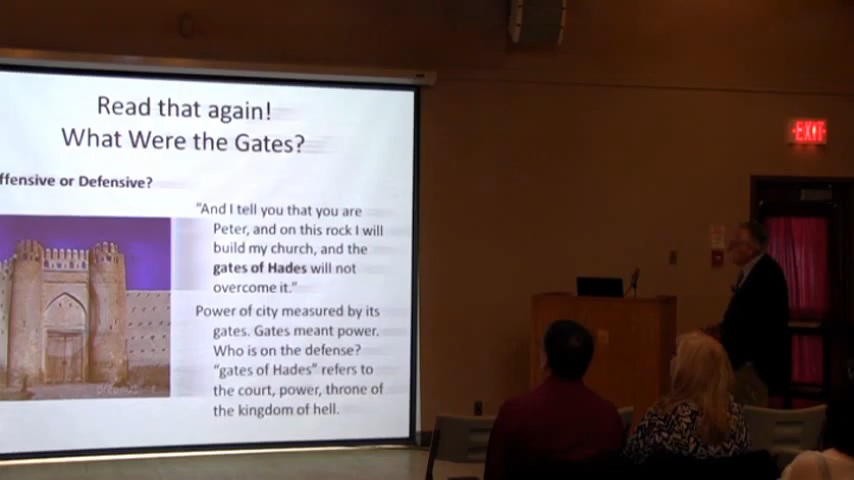 Read that again!
What Were the Gates?
ffensive or Defensive?
"And I tell you that you are
Peter, and on this rock I will
build my church, and the
gates of Hades will not
overcome it."
Power of city measured by its
gates. Gates meant power.
Who is on the defense?
"gates of Hades" refers to
the court, power, throne of
the kingdom of hell.
EXIT